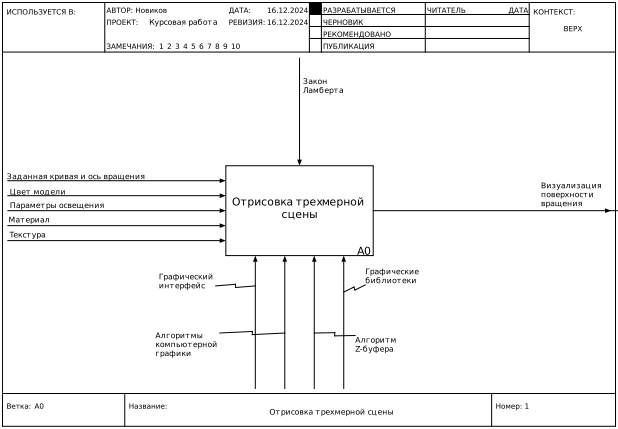 ИСПОЛЬЗУЕТСЯ В:
АВТОР: Новиков
ДАТА: 16.12.2024
ПРОЕКТ: Курсовая работа
РЕВИЗИЯ: 16.12.2024
ЗАМЕЧАНИЯ: 1 2 3 4 5 6 7 8 9 10
РАЗРАБАТЫВАЕТСЯ
ЧЕРНОВИК
РЕКОМЕНДОВАНО
ПУБЛИКАЦИЯ
ЧИТАТЕЛЬ
ДАТА
КОНТЕКСТ:
ВЕРХ
Закон
Ламберта
Заданная кривая и ось вращения
Цвет модели
Параметры освещения
Материал
Текстура
Отрисовка трехмерной
сцены
A0
Визуализация
поверхности
вращения
Графический
интерфейс
Графические
библиотеки
Алгоритмы
компьютерной
графики
Алгоритм
Z-буфера
Ветка: A0
Название:
Отрисовка трехмерной сцены
Номер: 1